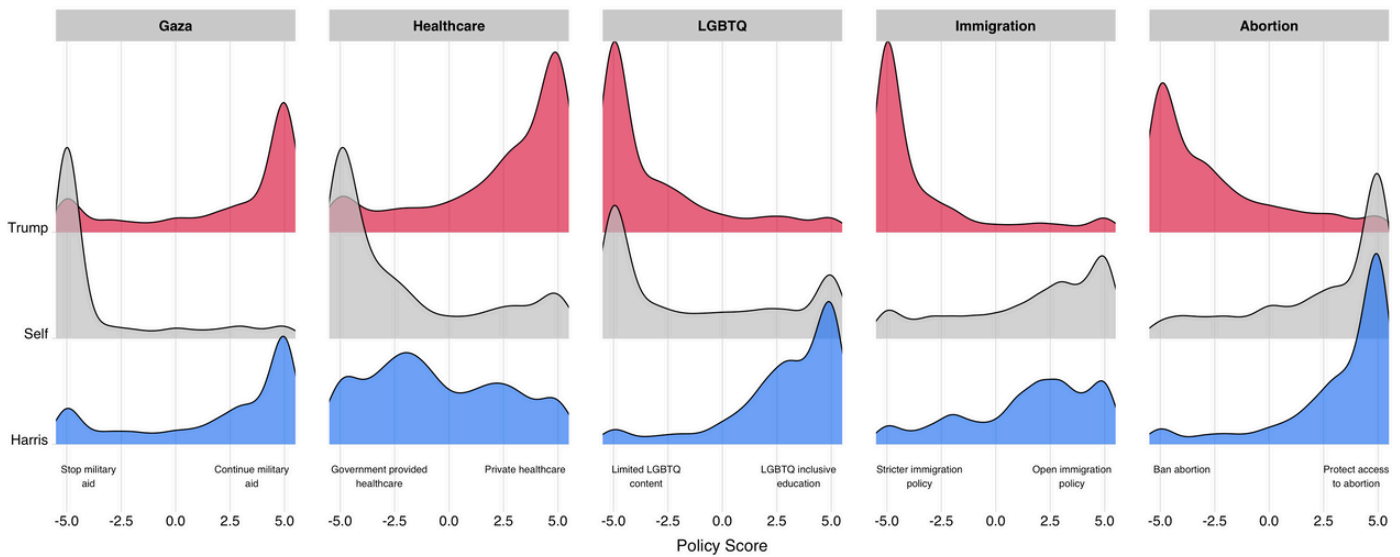 Gaza
Healthcare
LGBTQ
Immigration
Abortion
Trump
Self
Harris
Stop military
aid
Continue military
aid
Government provided
healthcare
Private healthcare
Limited LGBTQ
content
LGBTQ inclusive
education
Stricter immigration
policy
Open immigration
policy
Ban abortion
Protect access
to abortion
-5.0 -2.5 0.0 2.5 5.0
-5.0 -2.5 0.0 2.5 5.0
-5.0 -2.5 0.0 2.5 5.0
-5.0 -2.5 0.0 2.5 5.0
-5.0 -2.5 0.0 2.5 5.0
Policy Score